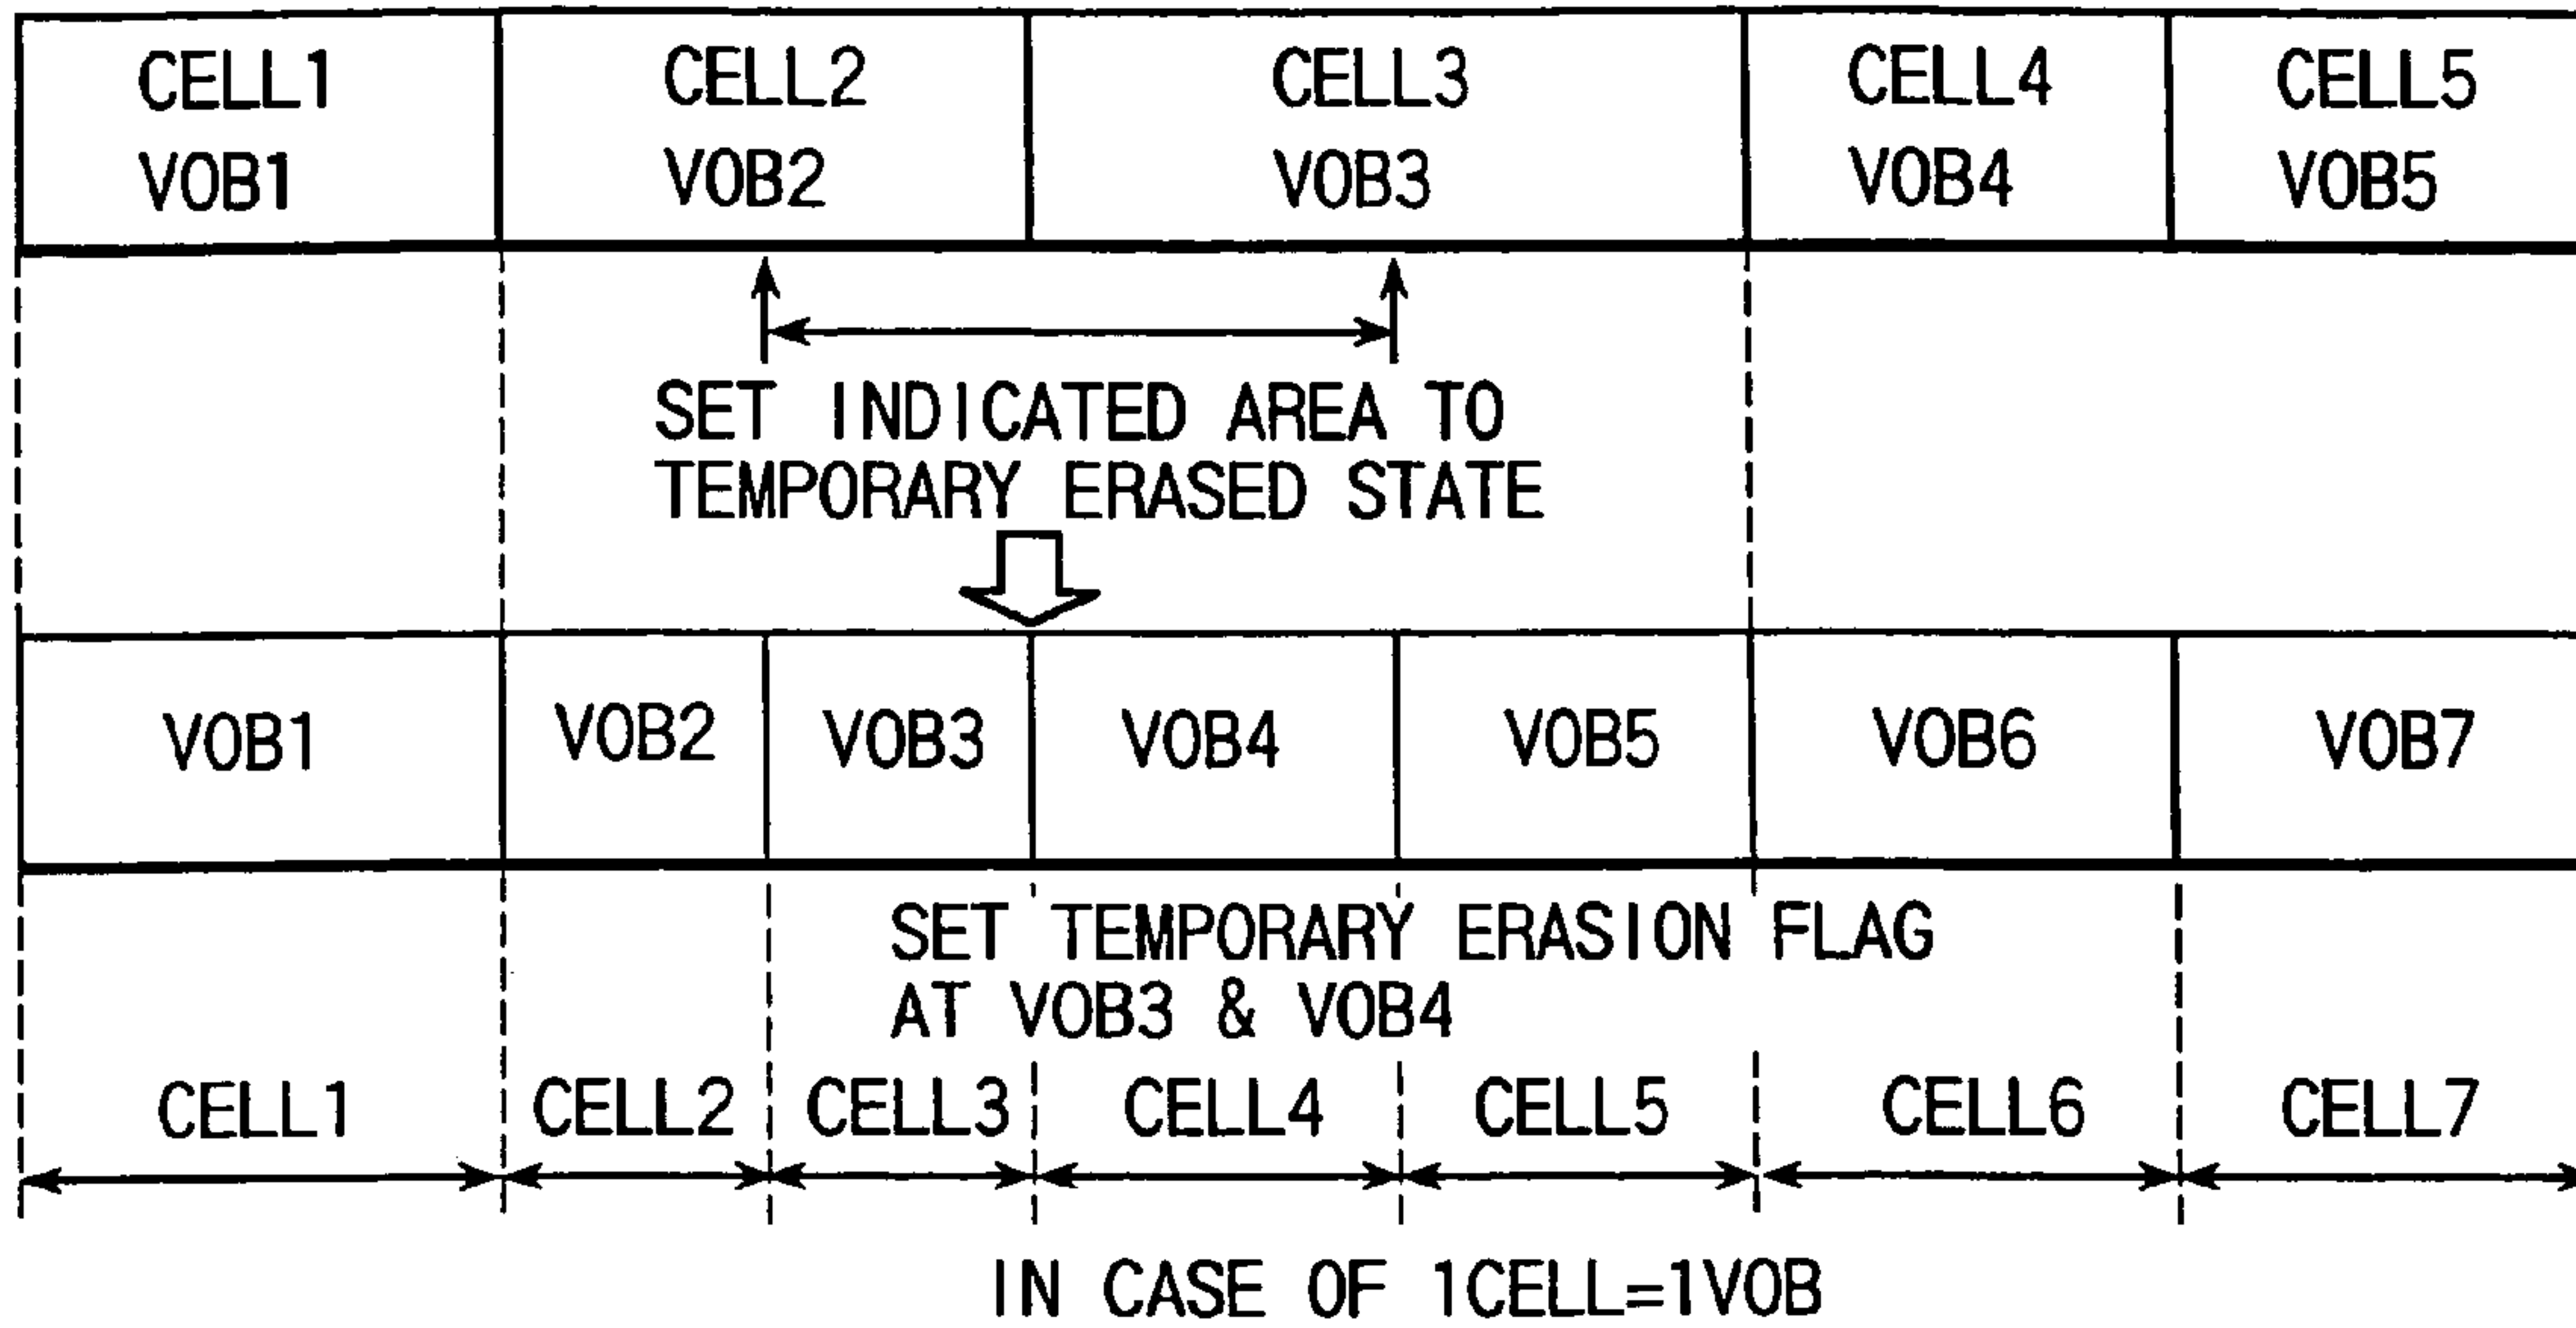 CELL1 CELL2 CELL3 CELL4 CELL5
VOB1 VOB2 VOB3 VOB4 VOB5
SET INDICATED AREA TO
TEMPORARY ERASED STATE
VOB1 VOB2 VOB3 VOB4 VOB5 VOB6 VOB7
SET TEMPORARY ERASION FLAG
AT VOB3 & VOB4
CELL1 CELL2 CELL3 CELL4 CELL5 CELL6 CELL7
IN CASE OF 1CELL=1VOB